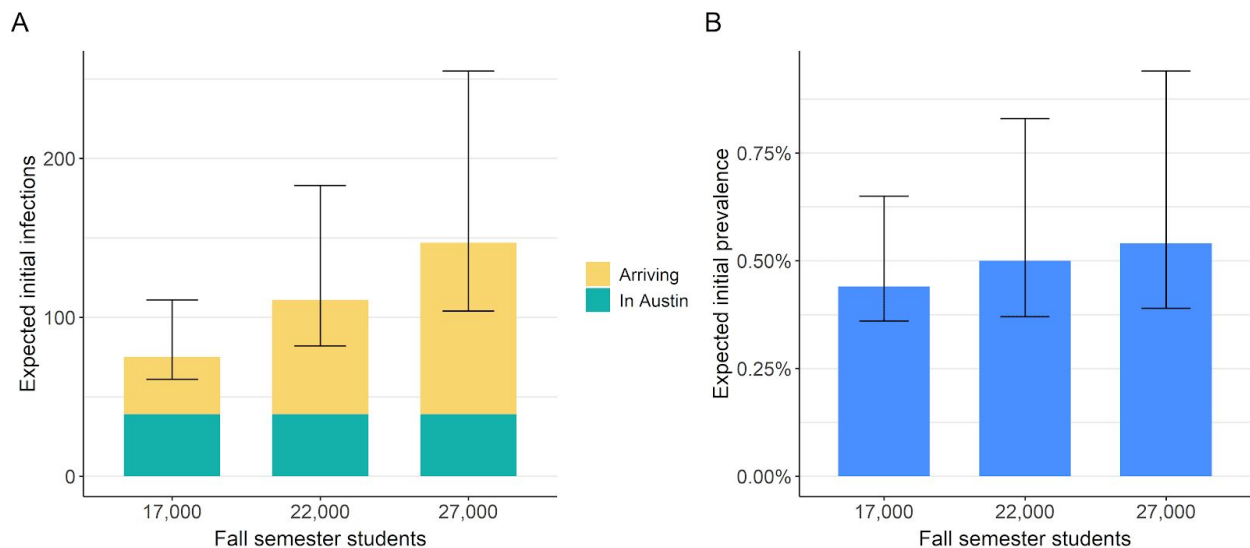 A
Expected initial infections
200
100
0
17,000
22,000
27,000
Fall semester students
Arriving
In Austin
B
Expected initial prevalence
0.75%
0.50%
0.25%
0.00%
17,000
22,000
27,000
Fall semester students